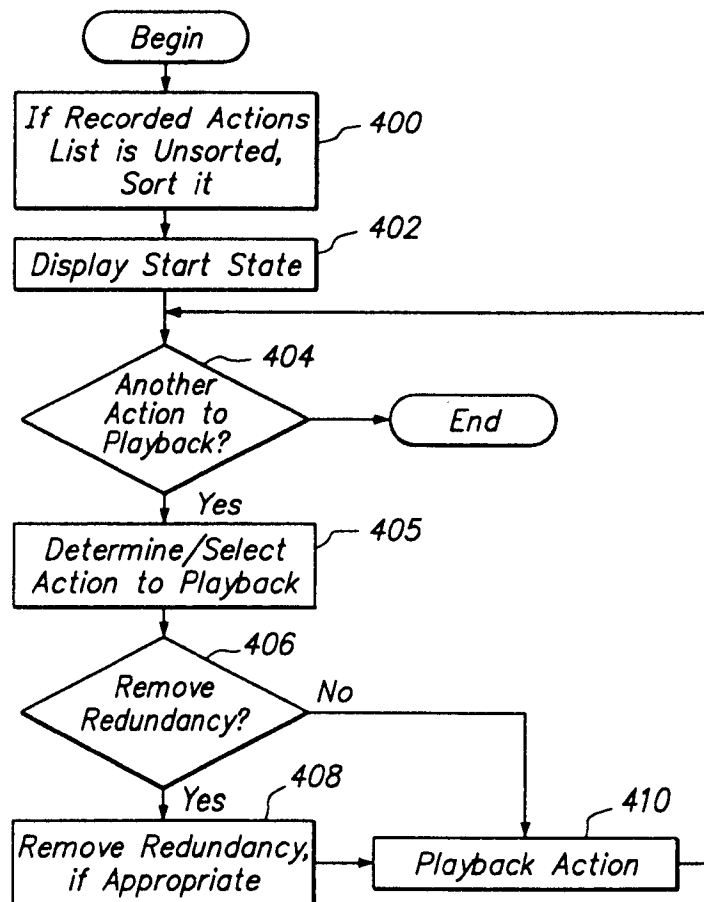 Begin
If Recorded Actions
List is Unsorted,
Sort it
400
402
Display Start State
404
Another
Action to
Playback?
End
Yes
405
Determine/Select
Action to Playback
406
Remove
Redundancy?
No
408
Yes
410
Remove Redundancy,
if Appropriate
Playback Action